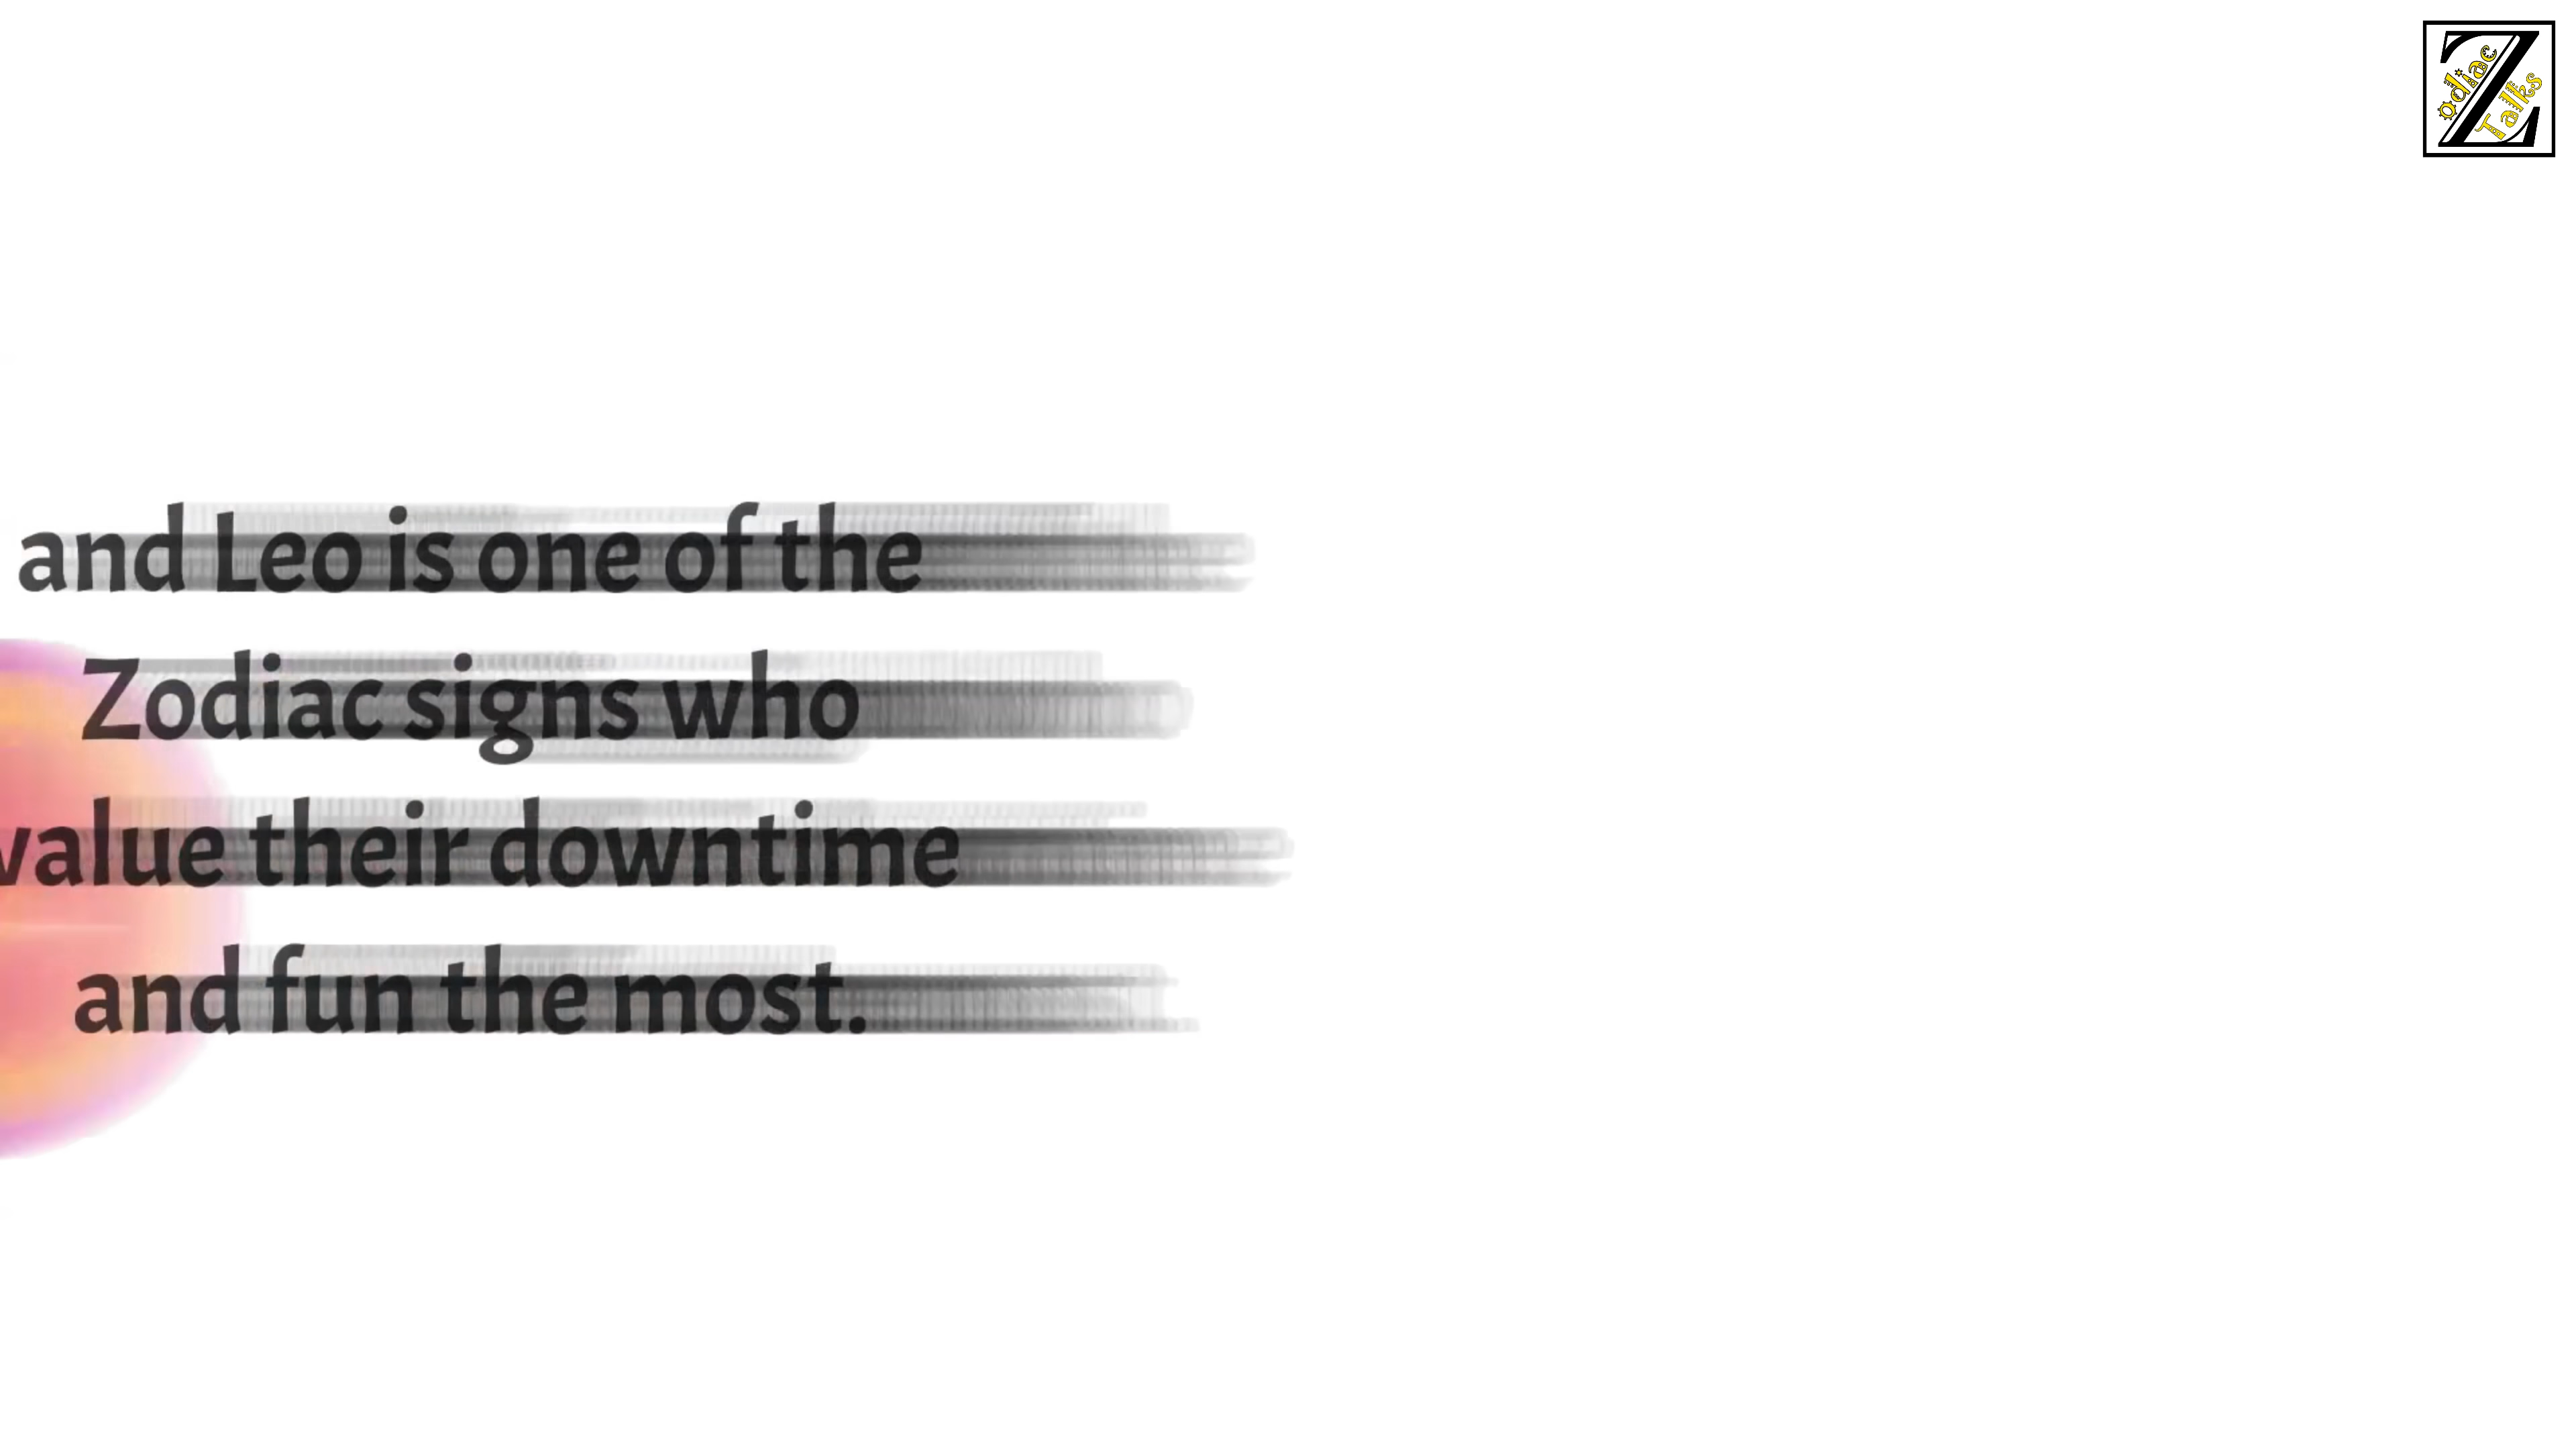 Zodiac
Talks
and Leo is one of the
Zodiac signs who
value their downtime
and fun the most.